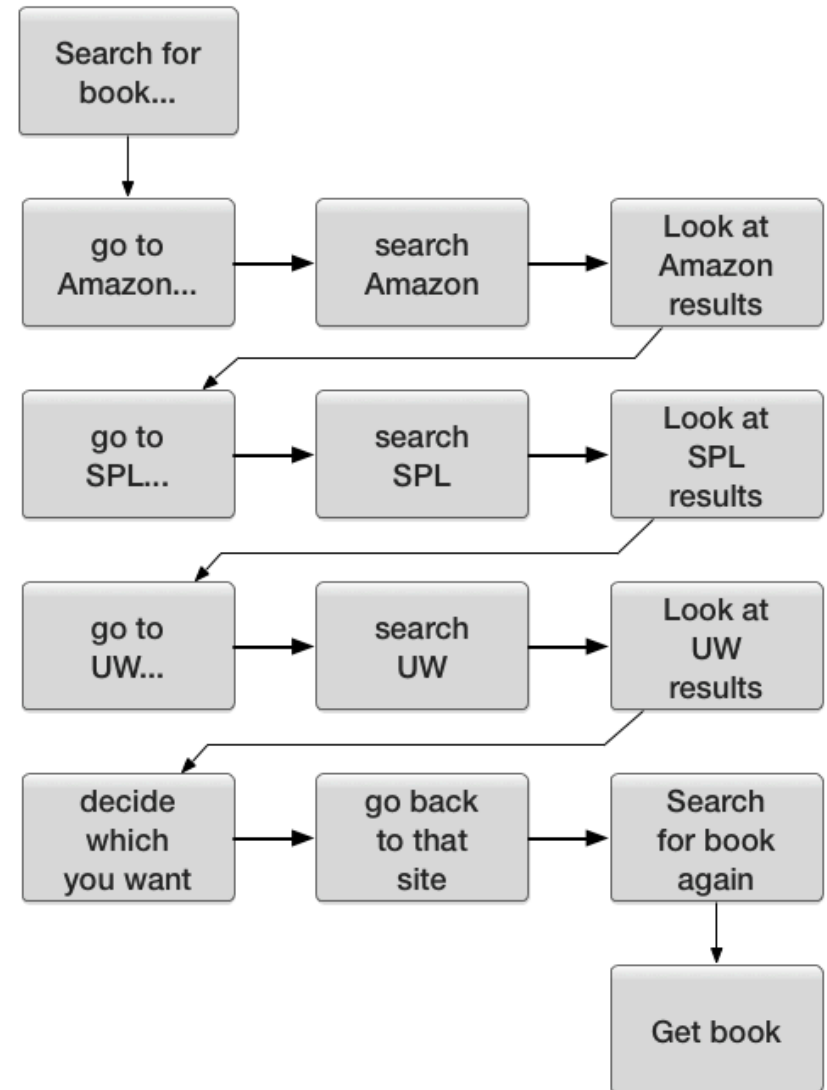 Search for
book...
go to
Amazon...
search
Amazon
Look at
Amazon
results
go to
SPL...
search
SPL
Look at
SPL
results
go to
UW...
search
UW
Look at
UW
results
decide
which
you want
go back
to that
site
Search
for book
again
Get book